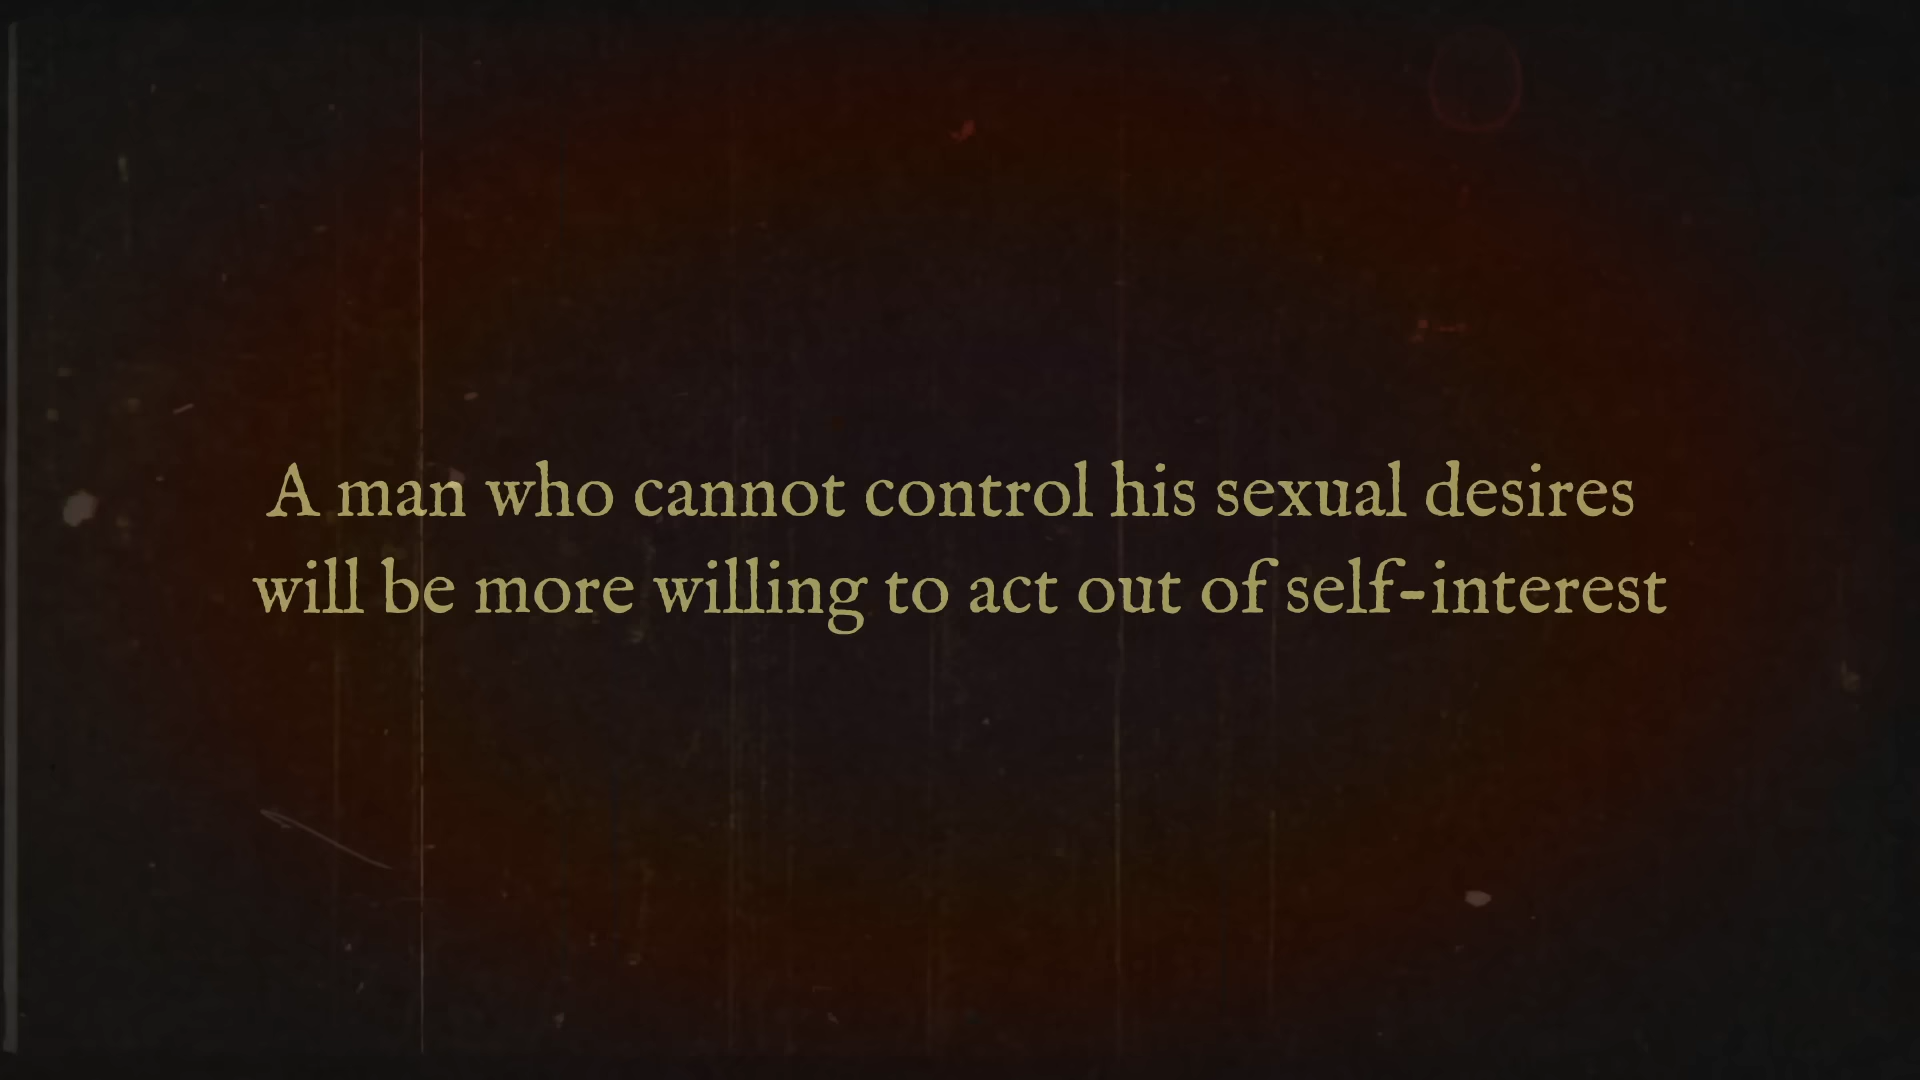 A man who cannot control his sexual desires
will be more willing to act out of self-interest